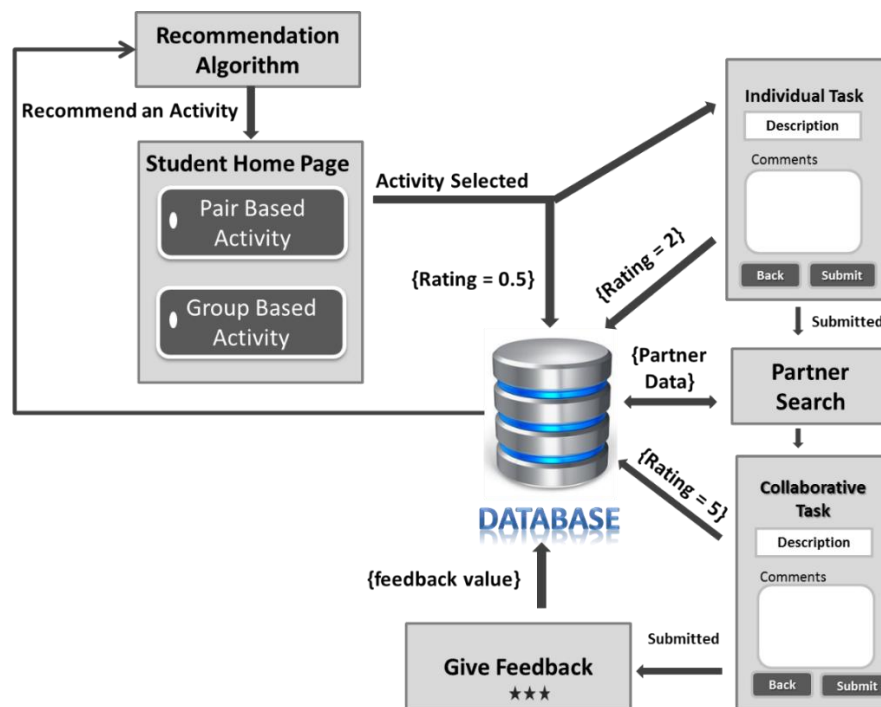 Recommendation
Algorithm
Recommend an Activity
Student Home Page
Pair Based
Activity
Group Based
Activity
Activity Selected
{Rating = 0.5}
Individual Task
Description
Comments
Back
Submit
{Rating = 2}
Submitted
{Partner
Data}
Partner
Search
DATABASE
{Rating = 5}
Collaborative
Task
Description
Comments
Back
Submit
Submitted
{feedback value}
Give Feedback
★★★